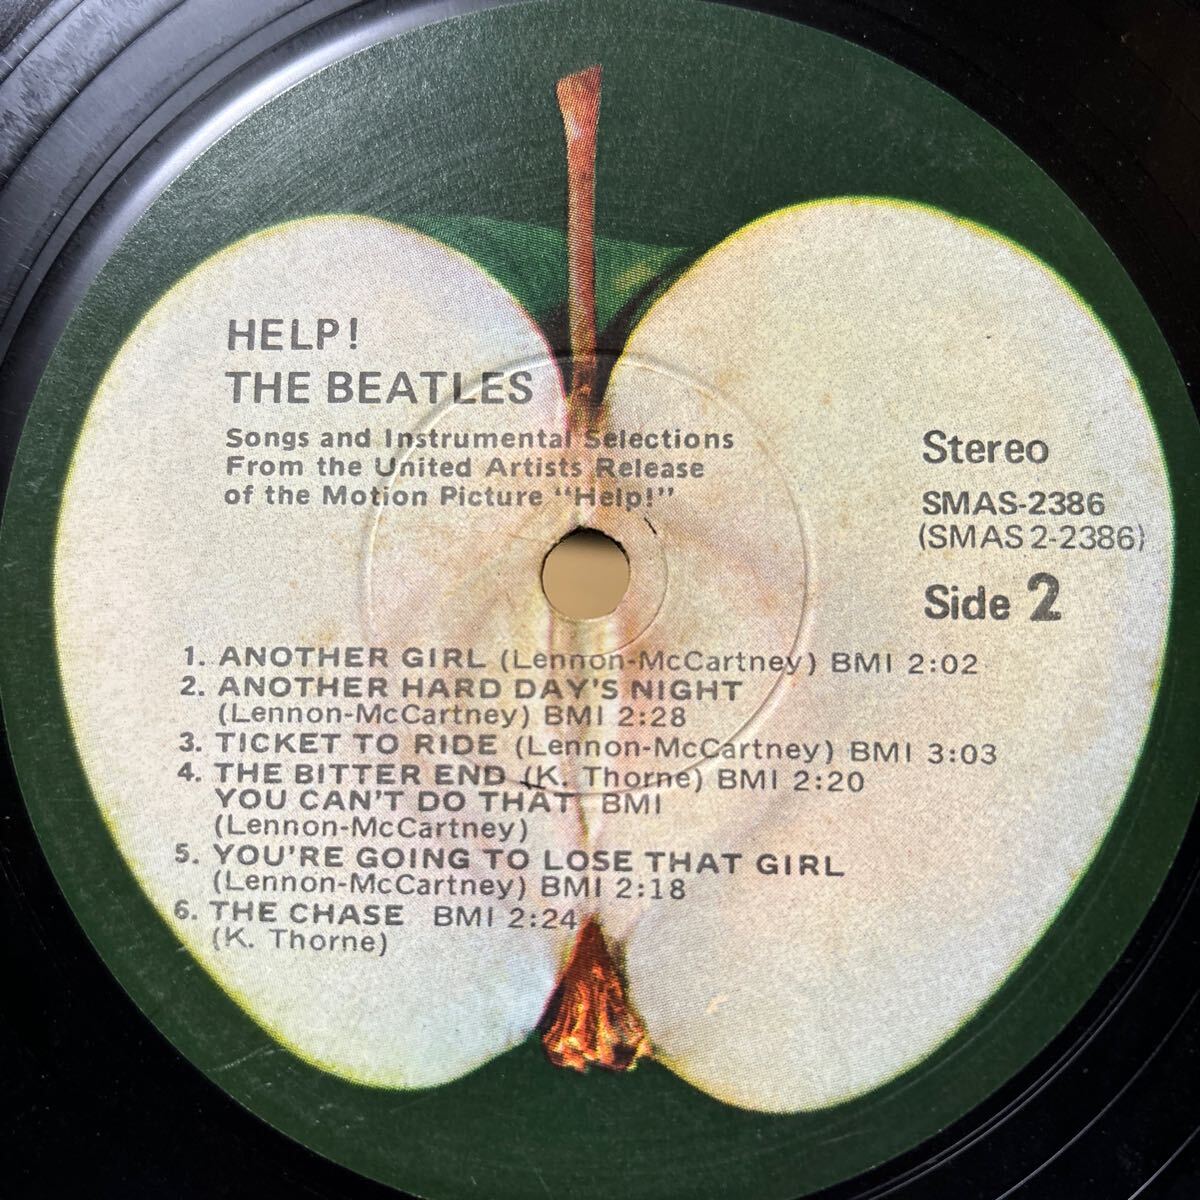 HELP!
THE BEATLES
Songs and Instrumental Selections
From the United Artists Release
of the Motion Picture "Help!"
Stereo
SMAS-2386
(SMAS 2-2386)
Side 2
1. ANOTHER GIRL (Lennon-McCartney) BMI 2:02
2. ANOTHER HARD DAY'S NIGHT
(Lennon-McCartney) BMI 2:28
3. TICKET TO RIDE (Lennon-McCartney) BMI 3:03
4. THE BITTER END (K. Thorne) BMI 2:20
YOU CAN'T DO THAT BMI
(Lennon-McCartney)
5. YOU'RE GOING TO LOSE THAT GIRL
(Lennon-McCartney) BMI 2:18
6. THE CHASE BMI 2:24
(K. Thorne)